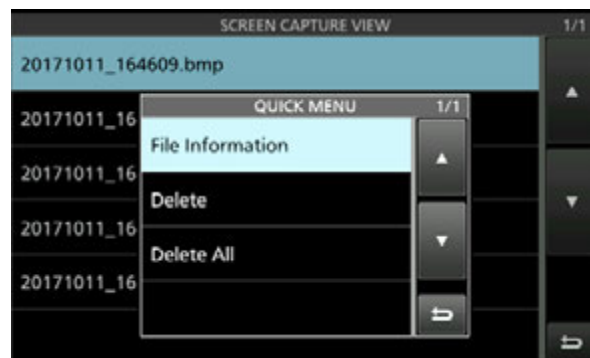 SCREEN CAPTURE VIEW 1/1
20171011_164609.bmp
QUICK MENU 1/1
20171011_16
File Information
20171011_16
Delete
20171011_16
Delete All
20171011_16